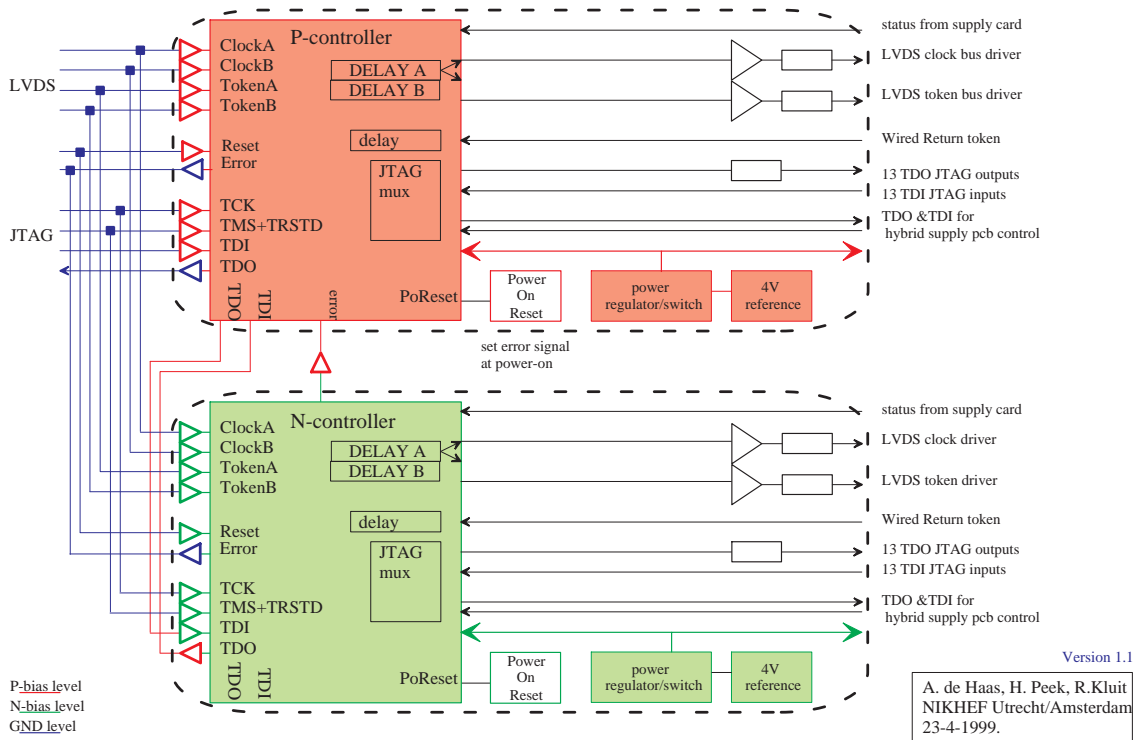 P-controller
status from supply card
ClockA
LVDS clock bus driver
ClockB
DELAY A
LVDS
TokenA
DELAY B
LVDS token bus driver
TokenB
Wired Return token
Reset
delay
Error
JTAG
mux
13 TDO JTAG outputs
13 TDI JTAG inputs
TCK
TMS+TRSTD
TDO &TDI for
hybrid supply pcb control
JTAG
TDI
TDO
TDO
TDI
error
PoReset
Power
On
Reset
power
regulator/switch
4V
reference
set error signal
at power-on
N-controller
status from supply card
ClockA
LVDS clock driver
ClockB
DELAY A
TokenA
DELAY B
LVDS token driver
TokenB
Wired Return token
Reset
delay
Error
JTAG
mux
13 TDO JTAG outputs
13 TDI JTAG inputs
TCK
TMS+TRSTD
TDO &TDI for
hybrid supply pcb control
TDI
TDO
TDO
TDI
PoReset
Power
On
Reset
power
regulator/switch
4V
reference
Version 1.1
P-bias level
N-bias level
GND level
A. de Haas, H. Peek, R.Kluit
NIKHEF Utrecht/Amsterdam
23-4-1999.